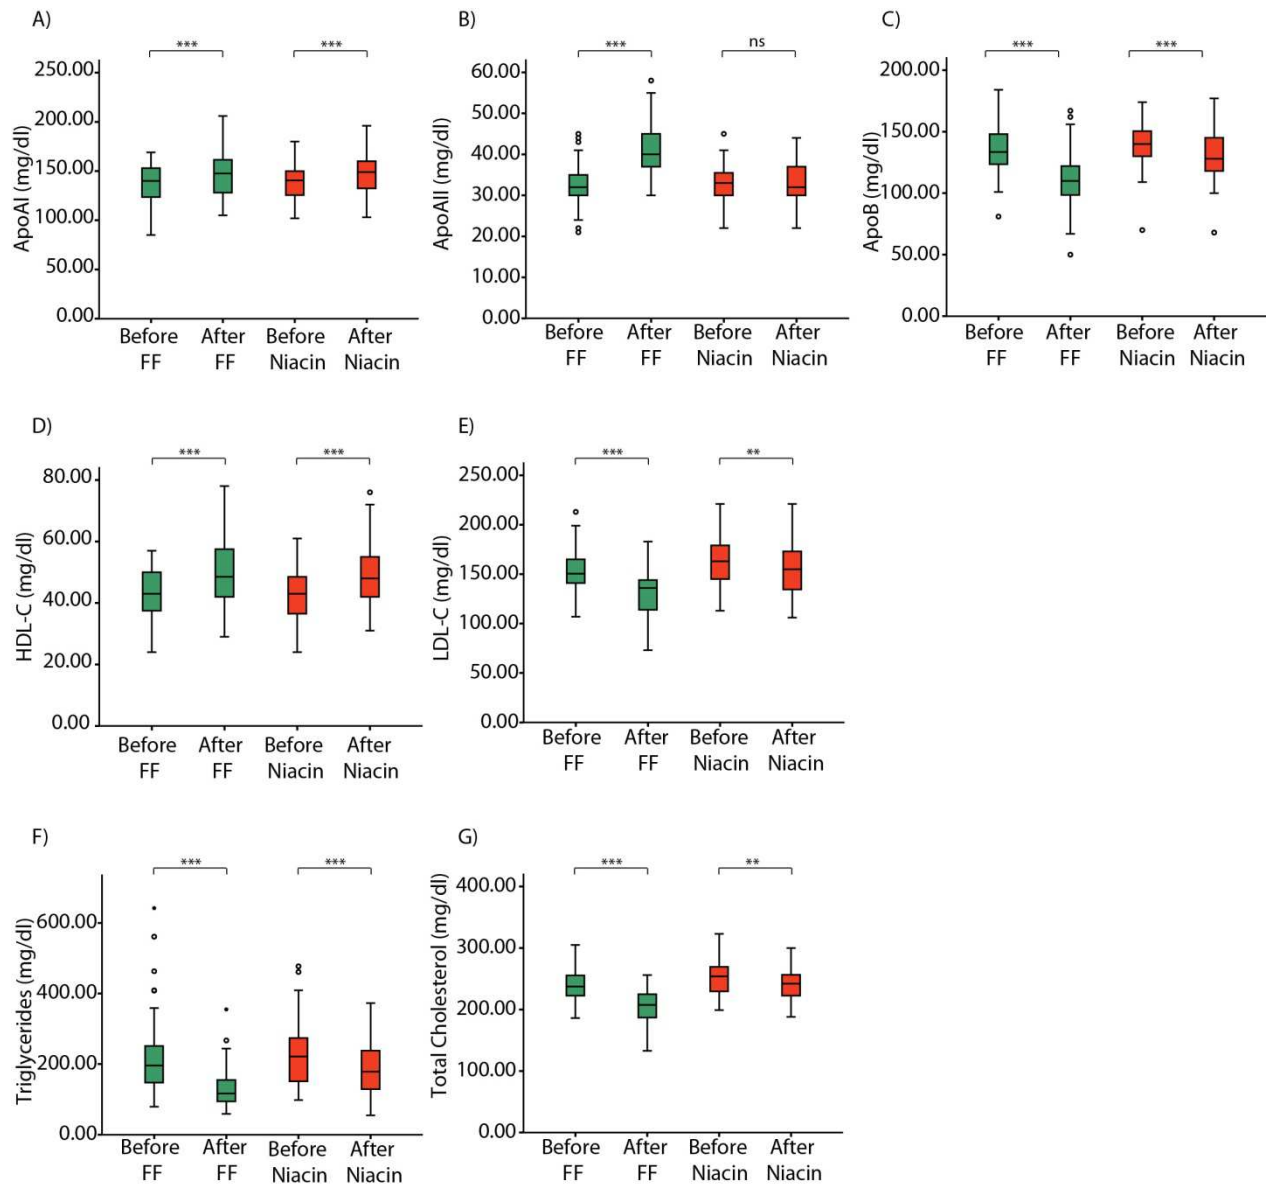 A)
***
***
250.00
200.00
150.00
100.00
50.00
0.00
ApoAI (mg/dl)
Before
FF
After
FF
Before
Niacin
After
Niacin
B)
***
ns
60.00
50.00
40.00
30.00
20.00
10.00
0.00
ApoAII (mg/dl)
Before
FF
After
FF
Before
Niacin
After
Niacin
C)
***
***
200.00
150.00
100.00
50.00
0.00
ApoB (mg/dl)
Before
FF
After
FF
Before
Niacin
After
Niacin
D)
***
***
80.00
60.00
40.00
20.00
0.00
HDL-C (mg/dl)
Before
FF
After
FF
Before
Niacin
After
Niacin
E)
***
**
250.00
200.00
150.00
100.00
50.00
0.00
LDL-C (mg/dl)
Before
FF
After
FF
Before
Niacin
After
Niacin
F)
***
***
600.00
400.00
200.00
0.00
Triglycerides (mg/dl)
Before
FF
After
FF
Before
Niacin
After
Niacin
G)
***
**
400.00
300.00
200.00
100.00
0.00
Total Cholesterol (mg/dl)
Before
FF
After
FF
Before
Niacin
After
Niacin